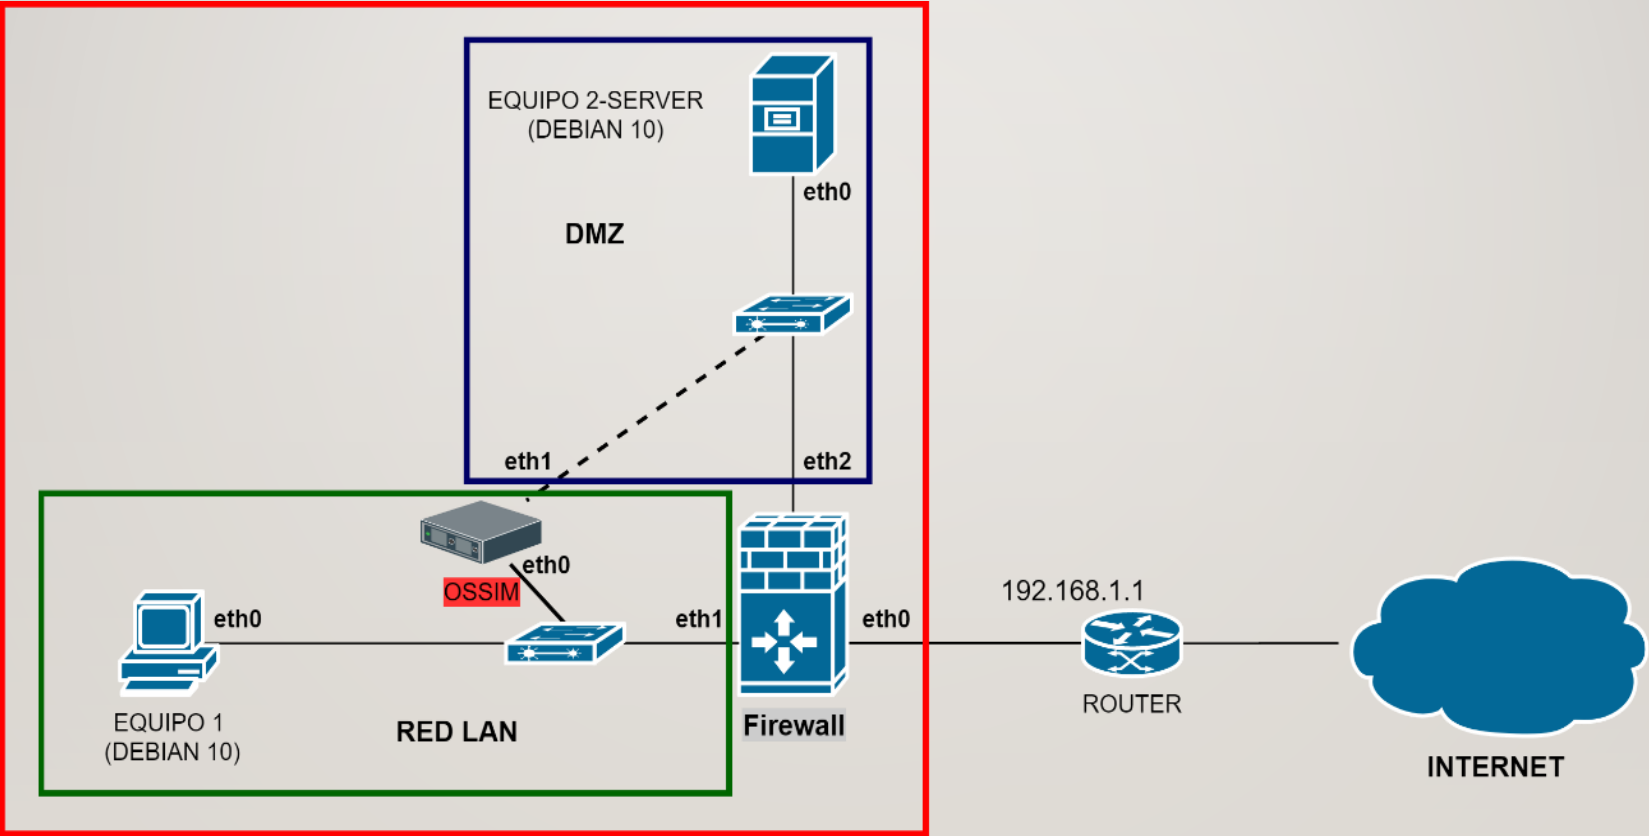 EQUIPO 2-SERVER
(DEBIAN 10)
eth0
DMZ
eth1
eth2
eth0
OSSIM
eth0
eth1
eth0
192.168.1.1
EQUIPO 1
(DEBIAN 10)
RED LAN
Firewall
ROUTER
INTERNET